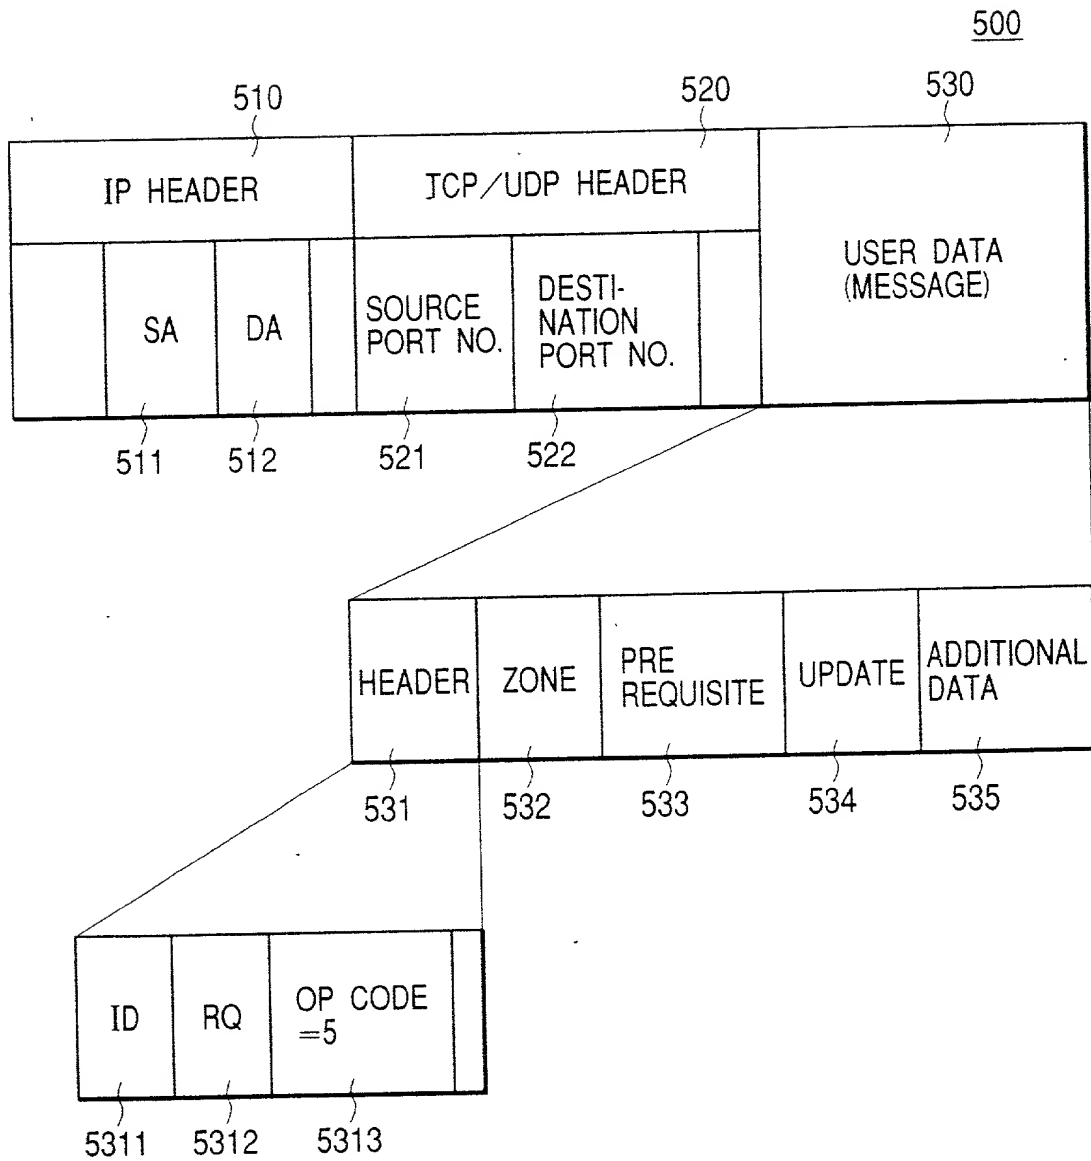 500
510
520
530
IP HEADER
TCP/UDP HEADER
USER DATA
(MESSAGE)
SA
DA
SOURCE
PORT NO.
DESTI-
NATION
PORT NO.
511
512
521
522
HEADER
ZONE
PRE
REQUISITE
UPDATE
ADDITIONAL
DATA
531
532
533
534
535
ID
RQ
OP CODE
=5
5311
5312
5313